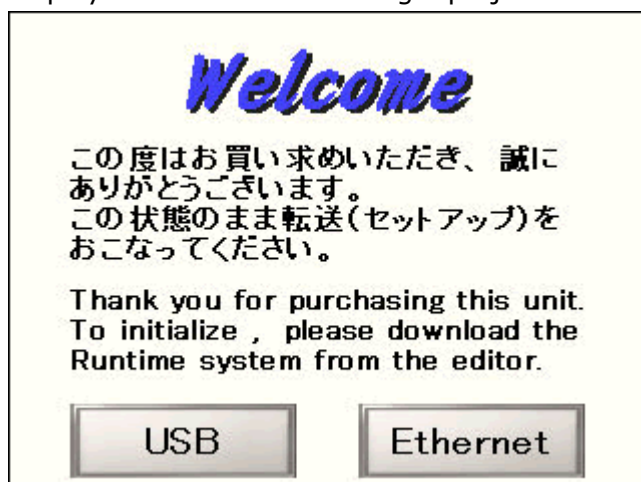 Welcome
この度はお買い求めいただき、誠に
ありがとうございます。
この状態のまま転送(セットアップ)を
おこなってください。
Thank you for purchasing this unit.
To initialize , please download the
Runtime system from the editor.
USB
Ethernet